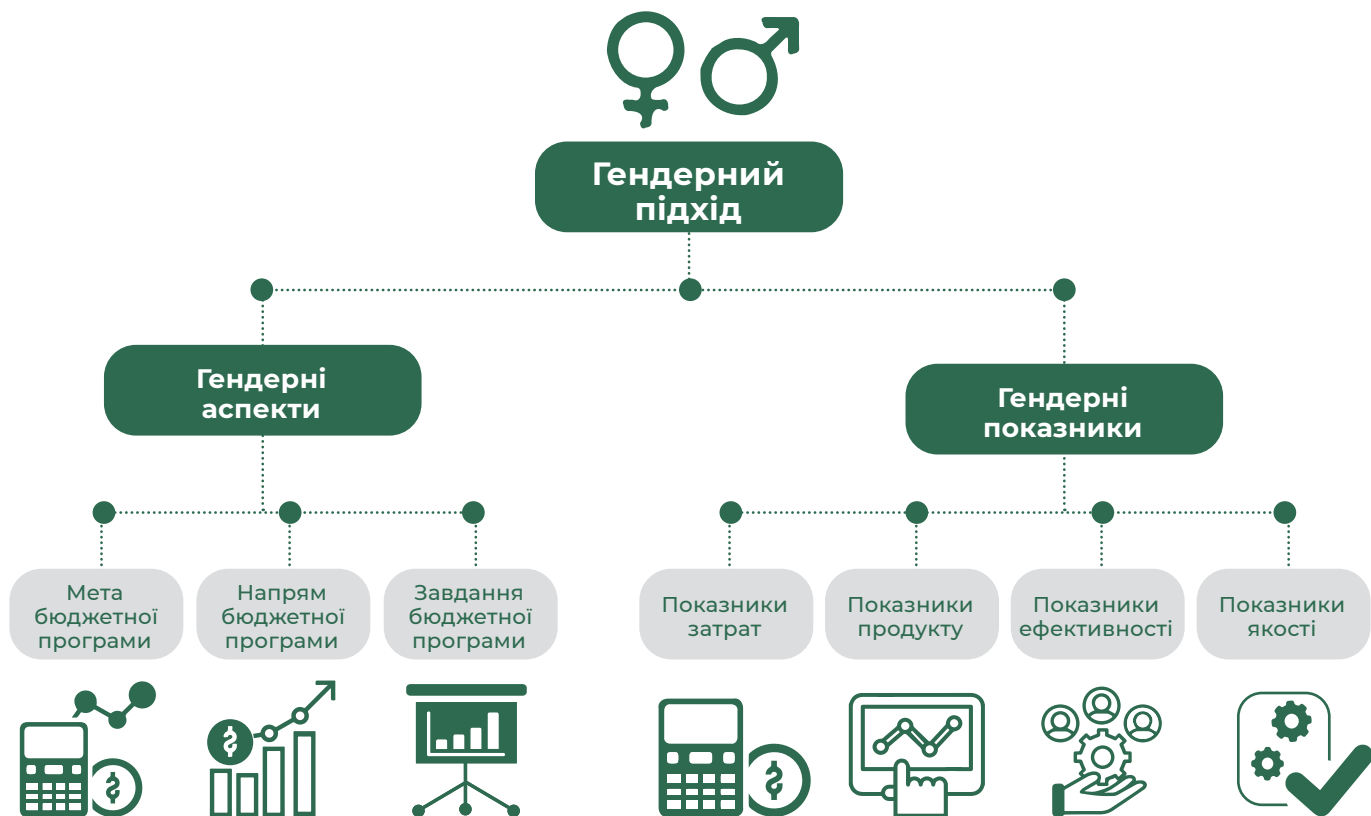 Гендерний
підхід
Гендерні
аспекти
Гендерні
показники
Мета
бюджетної
програми
Напрям
бюджетної
програми
Завдання
бюджетної
програми
Показники
затрат
Показники
продукту
Показники
ефективності
Показники
якості